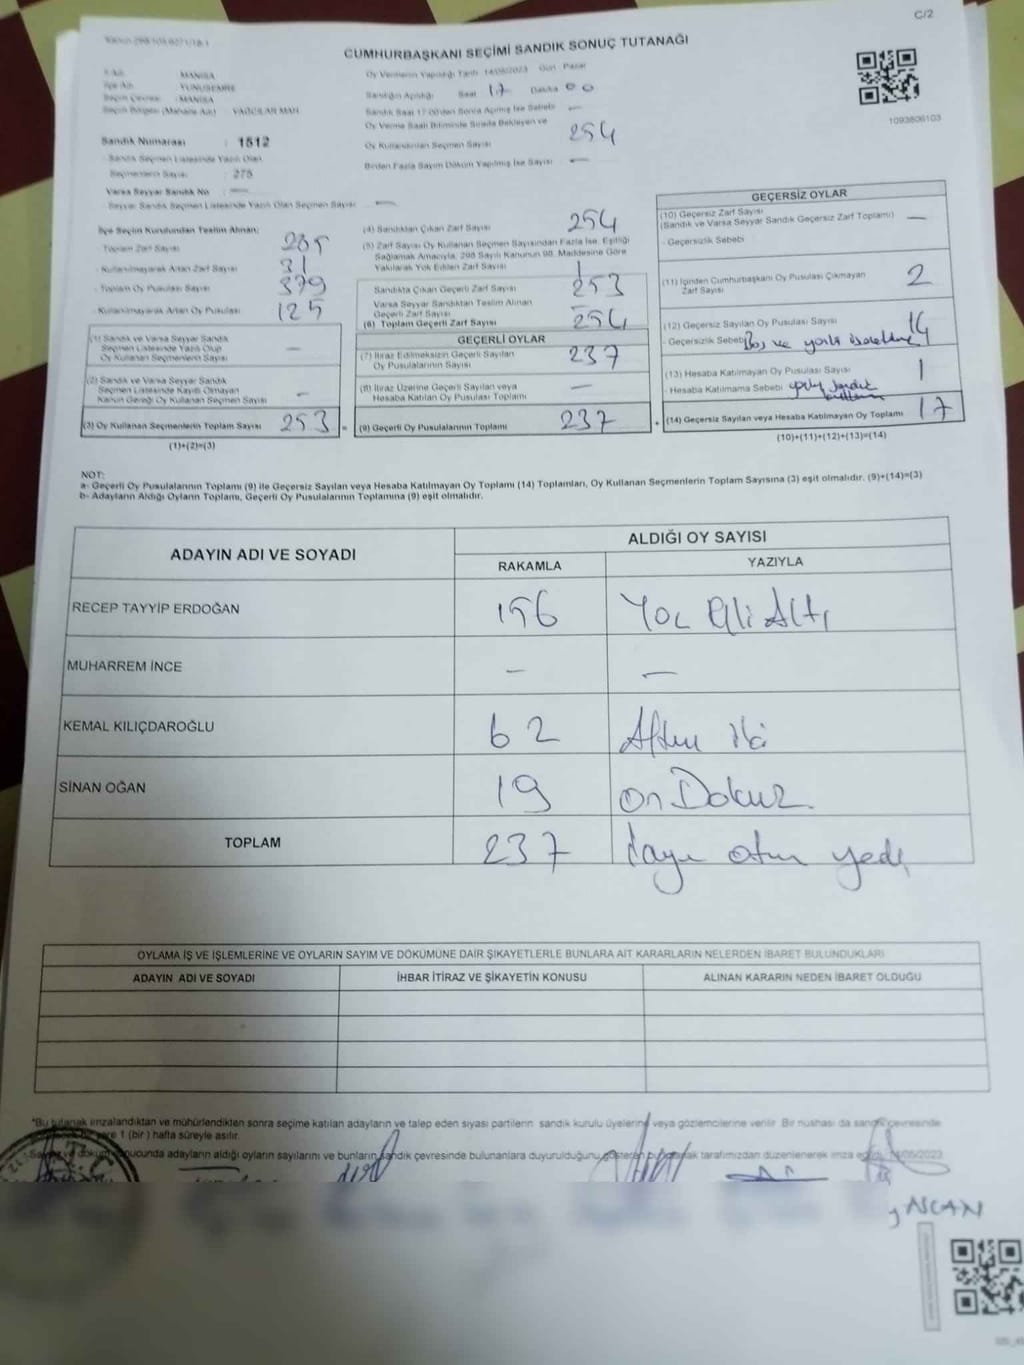 C/2
CUMHURBAŞKANI SEÇİMİ SANDIK SONUÇ TUTANAĞI
İl Adı : MANİSA
İlçe Adı : YUNUSEMRE
Seçim Çevresi : MANİSA
Seçim Bölgesi (Mahalle Adı) : YAĞCILAR MAH.
Sandık Numarası : 1512
Sandık Seçmen Listesinde Yazılı Olan
Seçmenlerin Sayısı : 275
Varsa Seyyar Sandık No : —
Seyyar Sandık Seçmen Listesinde Yazılı Olan Seçmen Sayısı : —
Oy Verilenin Yapıldığı Tarih 14/05/2023 Gün : Pazar
Sandığın Açıldığı Saat 17 Dakika 00
Sandık Saat 17:00'den Sonra Açılmış İse Sebebi —
Oy Verme Saati Bitiminde Sırada Bekleyen ve
Oy Kullandırılan Seçmen Sayısı 254
Birden Fazla Sayım Döküm Yapılmış İse Sayısı —
1093806103
İlçe Seçim Kurulundan Teslim Alınan:
Toplam Zarf Sayısı 285
Kullanılmayarak Artan Zarf Sayısı 31
Toplam Oy Pusulası Sayısı 379
Kullanılmayarak Artan Oy Pusulası 125
(1) Sandık ve Varsa Seyyar Sandık
Seçmen Listesinde Yazılı Olup
Oy Kullanan Seçmenlerin Sayısı —
(2) Sandık ve Varsa Seyyar Sandık
Seçmen Listesinde Kayıtlı Olmayan
Kanun Gereği Oy Kullanan Seçmen Sayısı —
(3) Oy Kullanan Seçmenlerin Toplam Sayısı 253 =
(1)+(2)=(3)
(4) Sandıktan Çıkan Zarf Sayısı 254
(5) Zarf Sayısı Oy Kullanan Seçmen Sayısından Fazla İse, Eşitliği
Sağlamak Amacıyla, 298 Sayılı Kanunun 98. Maddesine Göre
Yakılarak Yok Edilen Zarf Sayısı 1
Sandıkta Çıkan Geçerli Zarf Sayısı 253
Varsa Seyyar Sandıktan Teslim Alınan
Geçerli Zarf Sayısı —
(6) Toplam Geçerli Zarf Sayısı 254
GEÇERLİ OYLAR
(7) İtiraz Edilmeksizin Geçerli Sayılan
Oy Pusulalarının Sayısı 237
(8) İtiraz Üzerine Geçerli Sayılan veya
Hesaba Katılan Oy Pusulası Toplamı —
(9) Geçerli Oy Pusulalarının Toplamı 237 +
GEÇERSİZ OYLAR
(10) Geçersiz Zarf Sayısı
(Sandık ve Varsa Seyyar Sandık Geçersiz Zarf Toplamı) —
- Geçersizlik Sebebi
(11) İçinden Cumhurbaşkanı Oy Pusulası Çıkmayan
Zarf Sayısı 2
(12) Geçersiz Sayılan Oy Pusulası Sayısı 14
- Geçersizlik Sebebi Boş ve
(13) Hesaba Katılmayan Oy Pusulası Sayısı 1
- Hesaba Katılmama Sebebi
(14) Geçersiz Sayılan veya Hesaba Katılmayan Oy Toplamı 17
(10)+(11)+(12)+(13)=(14)
NOT:
a- Geçerli Oy Pusulalarının Toplamı (9) ile Geçersiz Sayılan veya Hesaba Katılmayan Oy Toplamı (14) Toplamları, Oy Kullanan Seçmenlerin Toplam Sayısına (3) eşit olmalıdır. (9)+(14)=(3)
b- Adayların Aldığı Oyların Toplamı, Geçerli Oy Pusulalarının Toplamına (9) eşit olmalıdır.
ADAYIN ADI VE SOYADI ALDIĞI OY SAYISI
RAKAMLA YAZIYLA
RECEP TAYYİP ERDOĞAN 156 Yüz Elli Altı
MUHARREM İNCE — —
KEMAL KILIÇDAROĞLU 62 Altmış iki
SİNAN OĞAN 19 on Dokuz
TOPLAM 237 otuz yedi
OYLAMA İŞ VE İŞLEMLERİNE VE OYLARIN SAYIM VE DÖKÜMÜNE DAİR ŞİKAYETLERLE BUNLARA AİT KARARLARIN NELERDEN İBARET BULUNDUKLARI
ADAYIN ADI VE SOYADI İHBAR İTİRAZ VE ŞİKAYETİN KONUSU ALINAN KARARIN NEDEN İBARET OLDUĞU
*Bu tutanak imzalandıktan ve mühürlendikten sonra seçime katılan adayların ve talep eden siyasi partilerin sandık kurulu üyelerine veya gözlemcilerine verilir. Bir nüshası da sandık çevresinde
yere 1 (bir) hafta süreyle asılır.
Sayım ve döküm sonucunda adayların aldığı oyların sayılarını ve bunların sandık çevresinde bulunanlara duyurulduğunu gösteren bu tutanak tarafımızdan düzenlenerek imza edildi. 14/05/2023